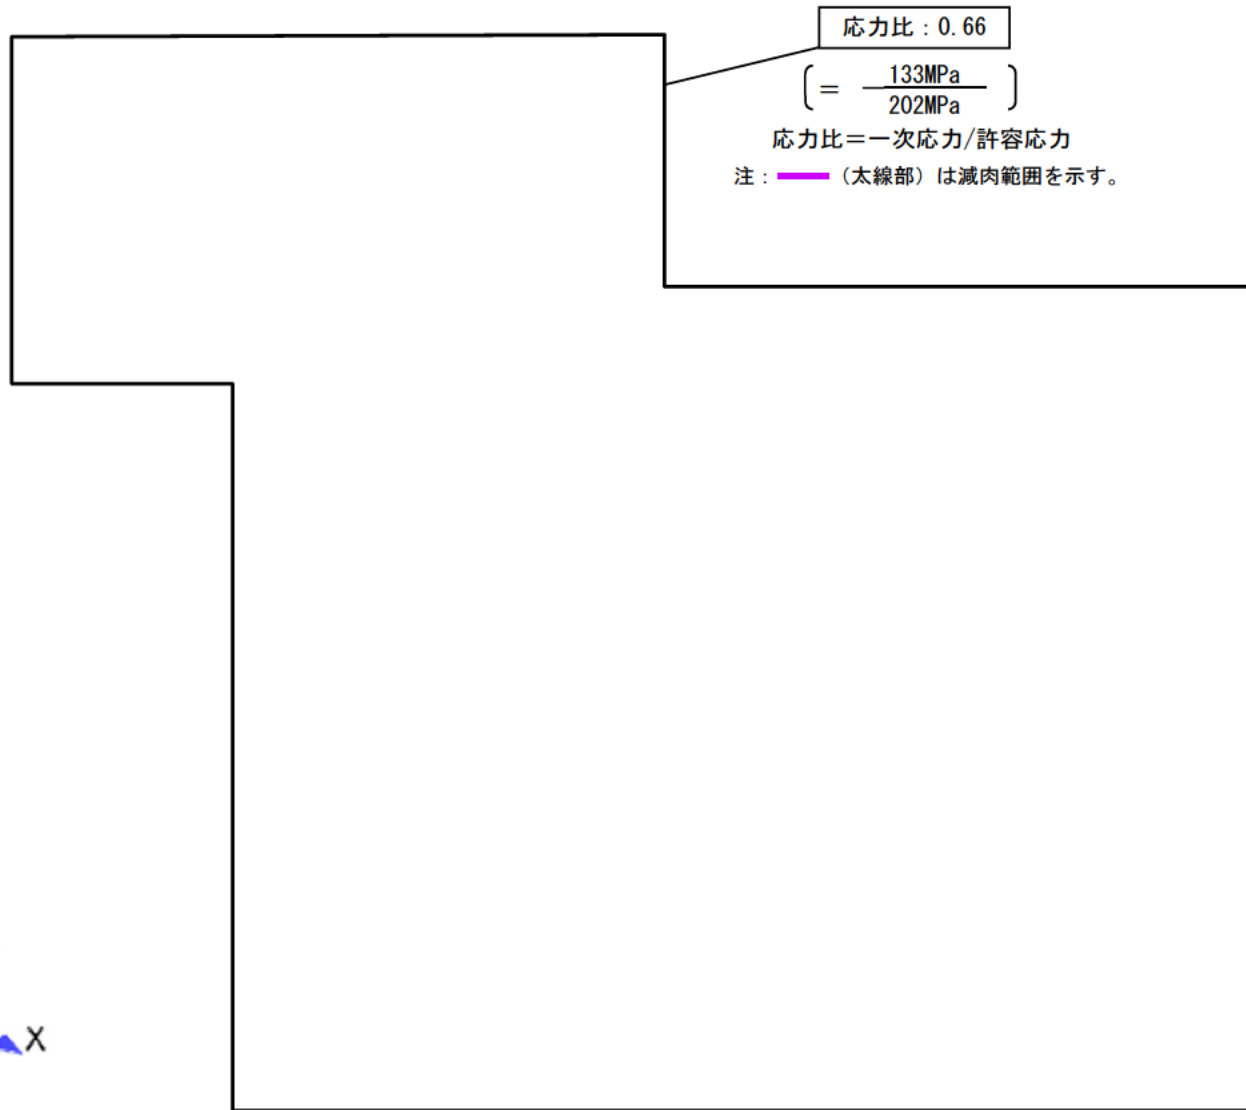 応力比：0.66
〔＝ 133MPa
202MPa 〕
応力比＝一次応力/許容応力
注：（太線部）は減肉範囲を示す。
X